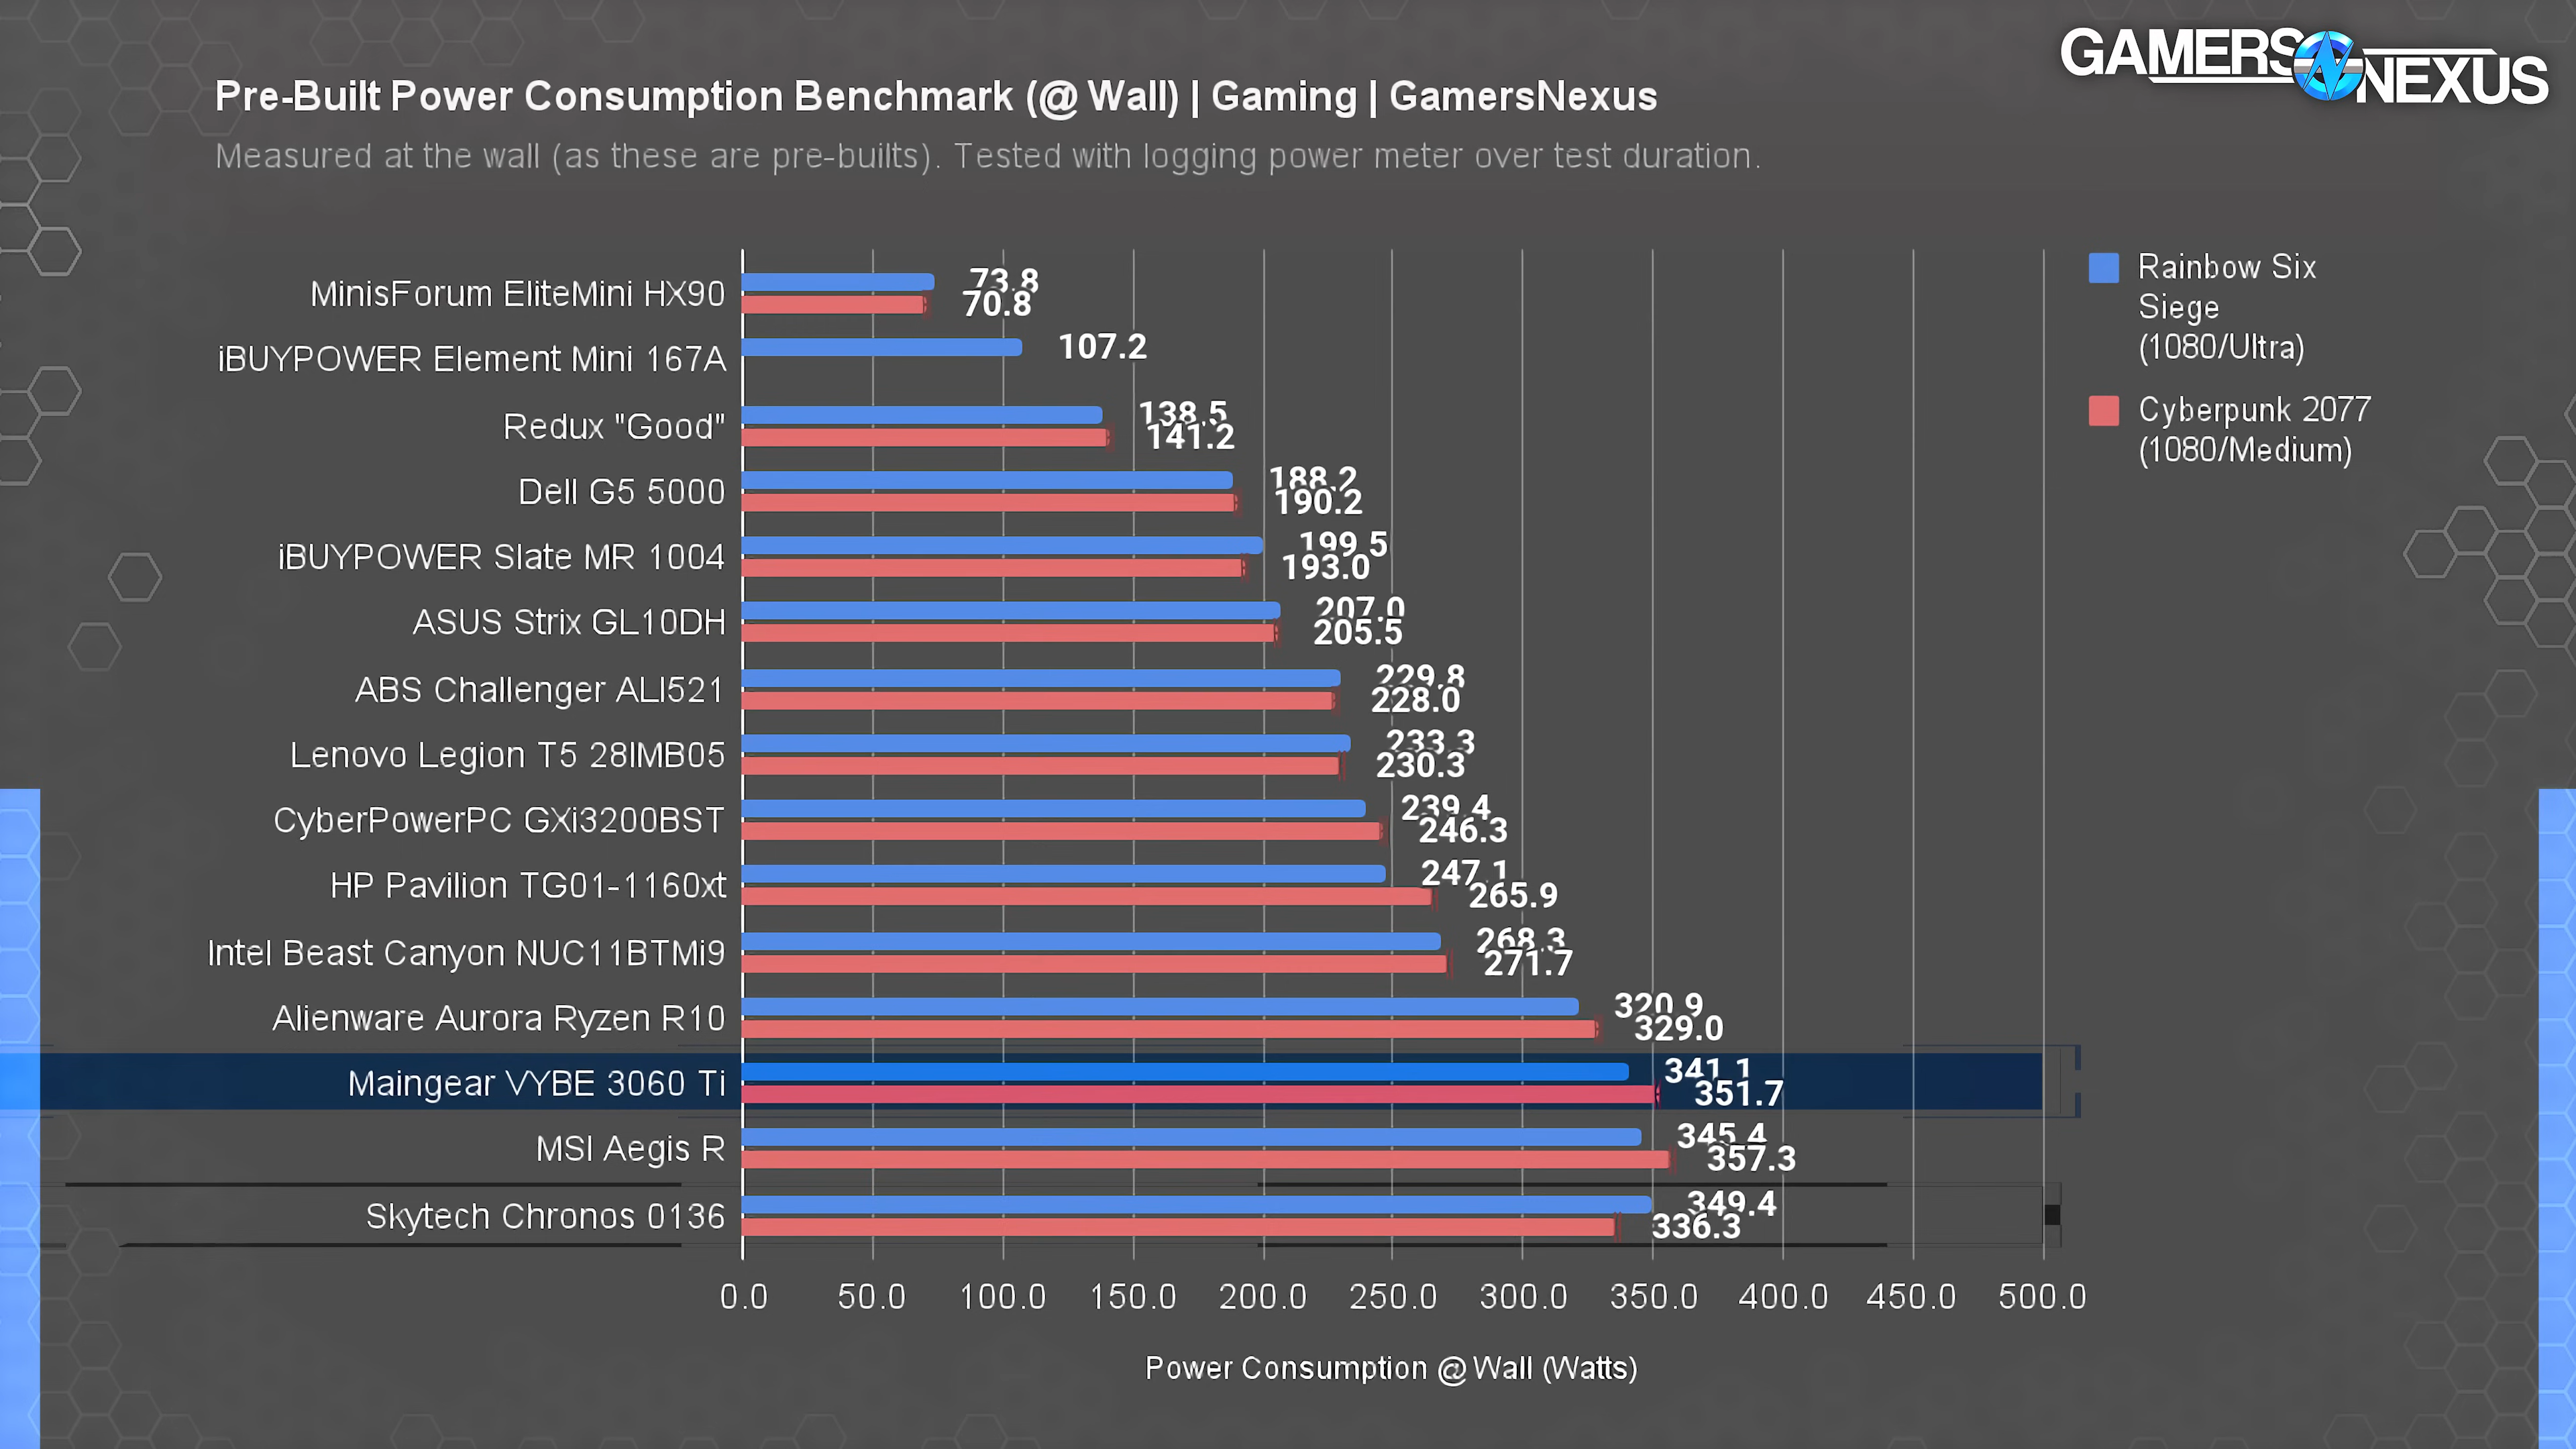 GAMERS NEXUS
Pre-Built Power Consumption Benchmark (@ Wall) | Gaming | GamersNexus
Measured at the wall (as these are pre-builts). Tested with logging power meter over test duration.
Rainbow Six
Siege
(1080/Ultra)
Cyberpunk 2077
(1080/Medium)
MinisForum EliteMini HX90
73.8
70.8
iBUYPOWER Element Mini 167A
107.2
Redux "Good"
138.5
141.2
Dell G5 5000
188.2
190.2
iBUYPOWER Slate MR 1004
199.5
193.0
ASUS Strix GL10DH
207.0
205.5
ABS Challenger ALI521
229.8
228.0
Lenovo Legion T5 28IMB05
233.3
230.3
CyberPowerPC GXi3200BST
239.4
246.3
HP Pavilion TG01-1160xt
247.1
265.9
Intel Beast Canyon NUC11BTMi9
268.3
271.7
Alienware Aurora Ryzen R10
320.9
329.0
Maingear VYBE 3060 Ti
341.1
351.7
MSI Aegis R
345.4
357.3
Skytech Chronos 0136
349.4
336.3
0.0 50.0 100.0 150.0 200.0 250.0 300.0 350.0 400.0 450.0 500.0
Power Consumption @ Wall (Watts)